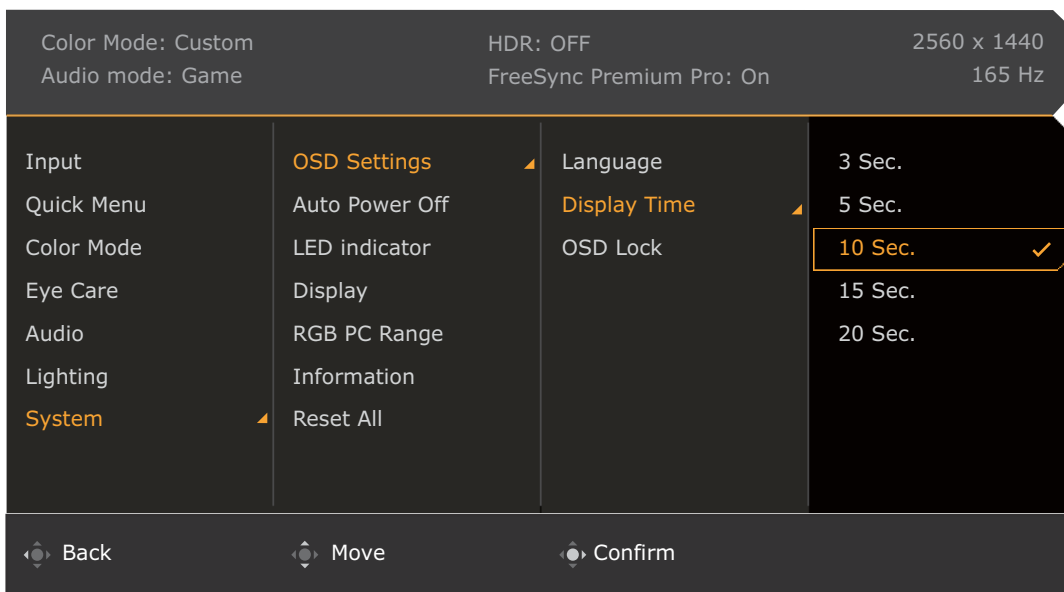 Color Mode: Custom
HDR: OFF
2560 x 1440
Audio mode: Game
FreeSync Premium Pro: On
165 Hz
Input
Quick Menu
Color Mode
Eye Care
Audio
Lighting
System
OSD Settings
Auto Power Off
LED indicator
Display
RGB PC Range
Information
Reset All
Language
Display Time
OSD Lock
3 Sec.
5 Sec.
10 Sec.
15 Sec.
20 Sec.
Back
Move
Confirm